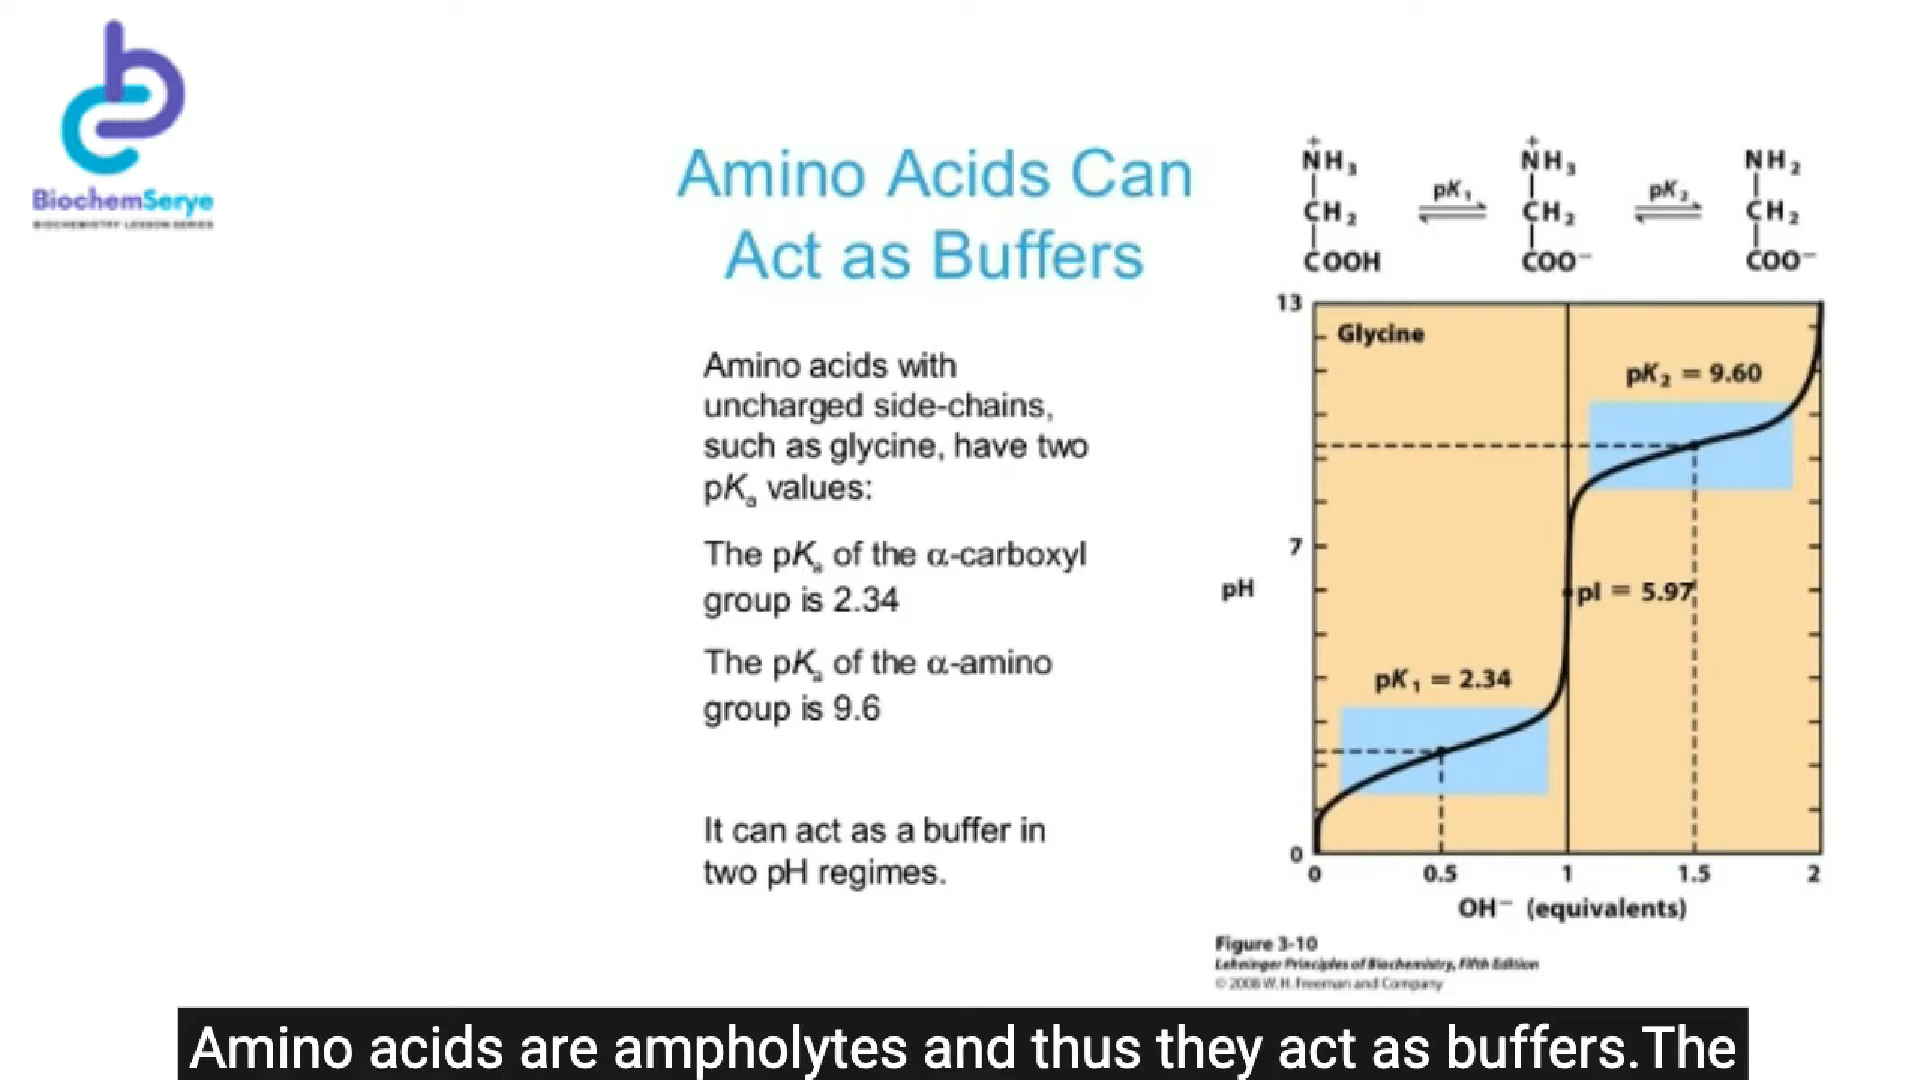 BiochemSerye
BIOCHEMISTRY LESSON SERIES
Amino Acids Can
Act as Buffers
Amino acids with
uncharged side-chains,
such as glycine, have two
pKa values:
The pKa of the α-carboxyl
group is 2.34
The pKa of the α-amino
group is 9.6
It can act as a buffer in
two pH regimes.
+NH3 pK1 +NH3 pK2 NH2
CH2 CH2 CH2
COOH COO− COO−
13
Glycine
pK2 = 9.60
7
pH
pI = 5.97
pK1 = 2.34
0
0 0.5 1 1.5 2
OH− (equivalents)
Figure 3-10
Lehninger Principles of Biochemistry, Fifth Edition
© 2008 W. H. Freeman and Company
Amino acids are ampholytes and thus they act as buffers.The